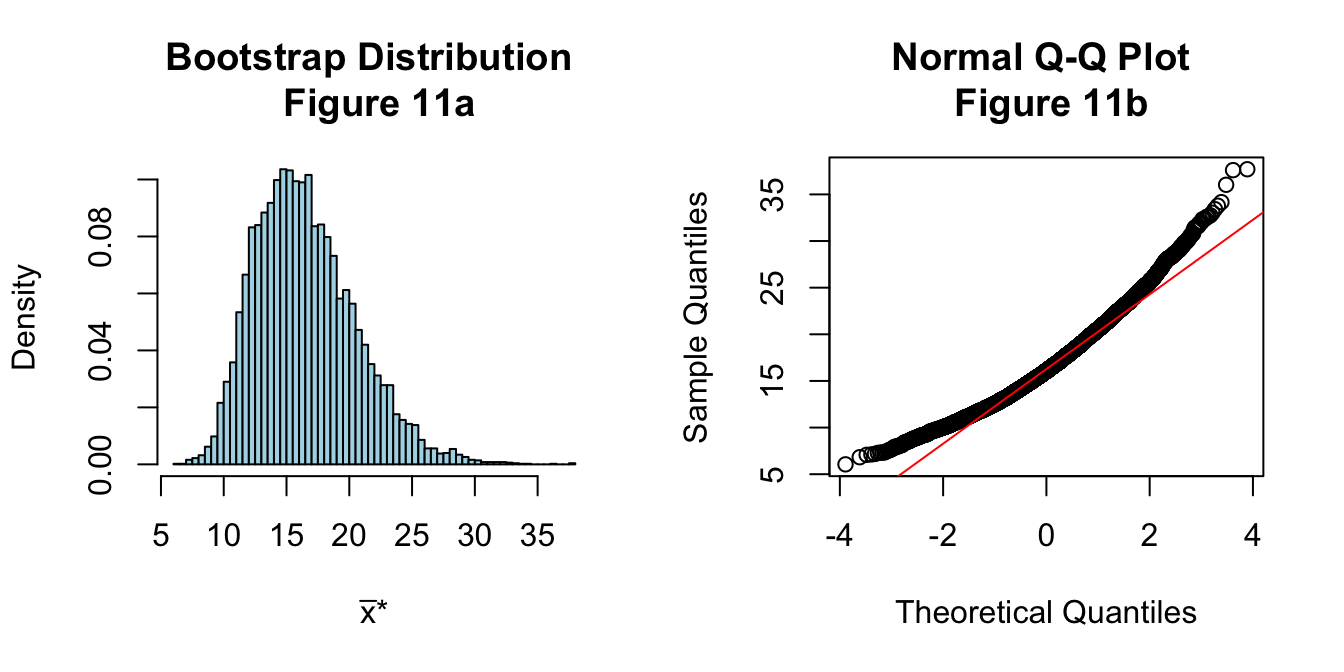 Bootstrap Distribution
Figure 11a
Density
0.00
0.04
0.08
5 10 15 20 25 30 35
x̅*
Normal Q-Q Plot
Figure 11b
Sample Quantiles
5
15
25
35
-4 -2 0 2 4
Theoretical Quantiles